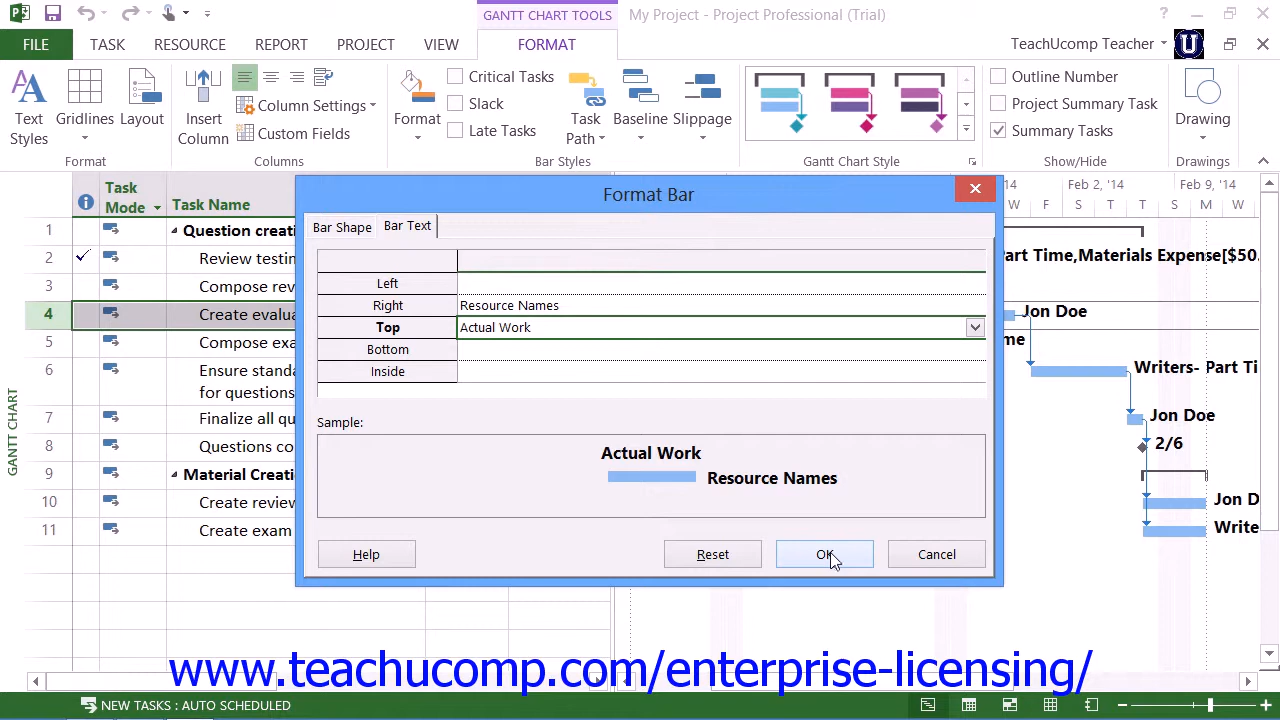 GANTT CHART TOOLS
My Project - Project Professional (Trial)
FILE
TASK
RESOURCE
REPORT
PROJECT
VIEW
FORMAT
TeachUcomp Teacher
Text Styles
Gridlines
Layout
Format
Insert Column
Column Settings
Custom Fields
Columns
Format
Critical Tasks
Slack
Late Tasks
Task Path
Baseline
Slippage
Bar Styles
Gantt Chart Style
Outline Number
Project Summary Task
Summary Tasks
Show/Hide
Drawing
Drawings
Task Mode
Task Name
'14
Feb 2, '14
Feb 9, '14
W F S T T S M W
1 Question creati
2 Review testin
3 Compose rev
4 Create evalua
5 Compose exa
6 Ensure standa
for questions
7 Finalize all qu
8 Questions co
9 Material Creati
10 Create review
11 Create exam
GANTT CHART
Format Bar
Bar Shape
Bar Text
Left
Right Resource Names
Top Actual Work
Bottom
Inside
Sample:
Actual Work
Resource Names
Help
Reset
OK
Cancel
Part Time,Materials Expense[$50.
Jon Doe
me
Writers- Part Ti
Jon Doe
2/6
Jon D
Write
www.teachucomp.com/enterprise-licensing/
NEW TASKS : AUTO SCHEDULED